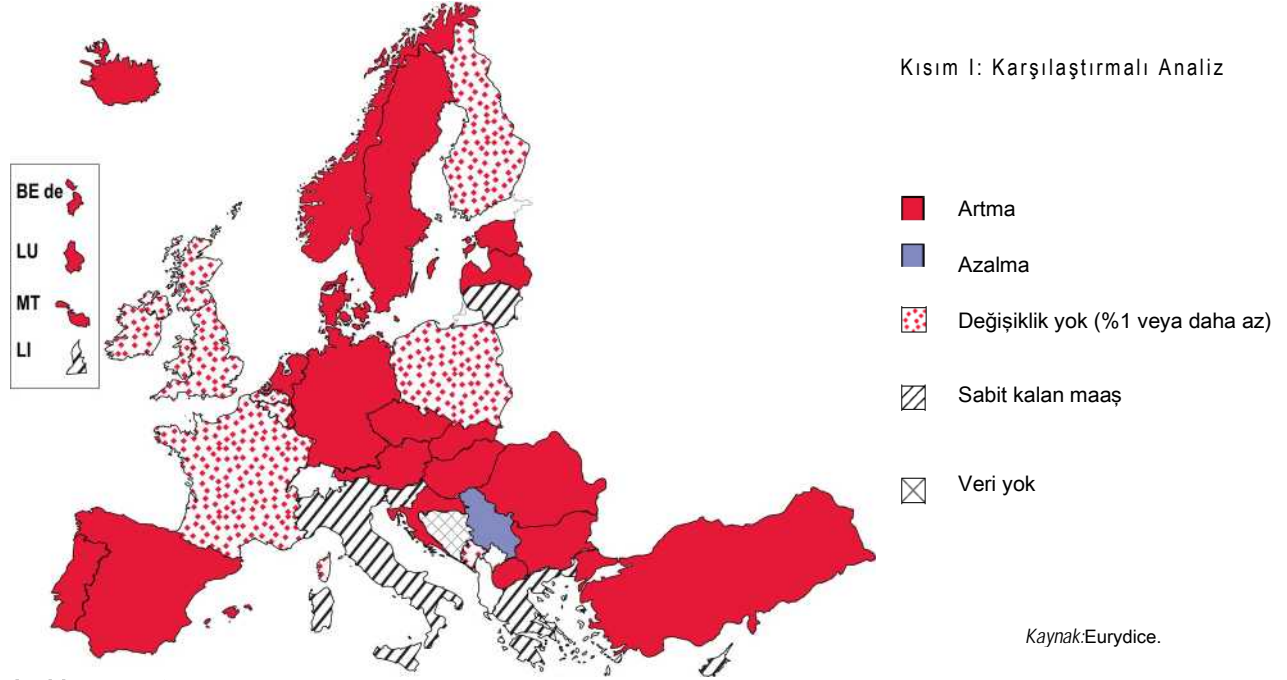 Kısım I: Karşılaştırmalı Analiz
BE de
LU
MT
LI
Artma
Azalma
Değişiklik yok (%1 veya daha az)
Sabit kalan maaş
Veri yok
Kaynak:Eurydice.